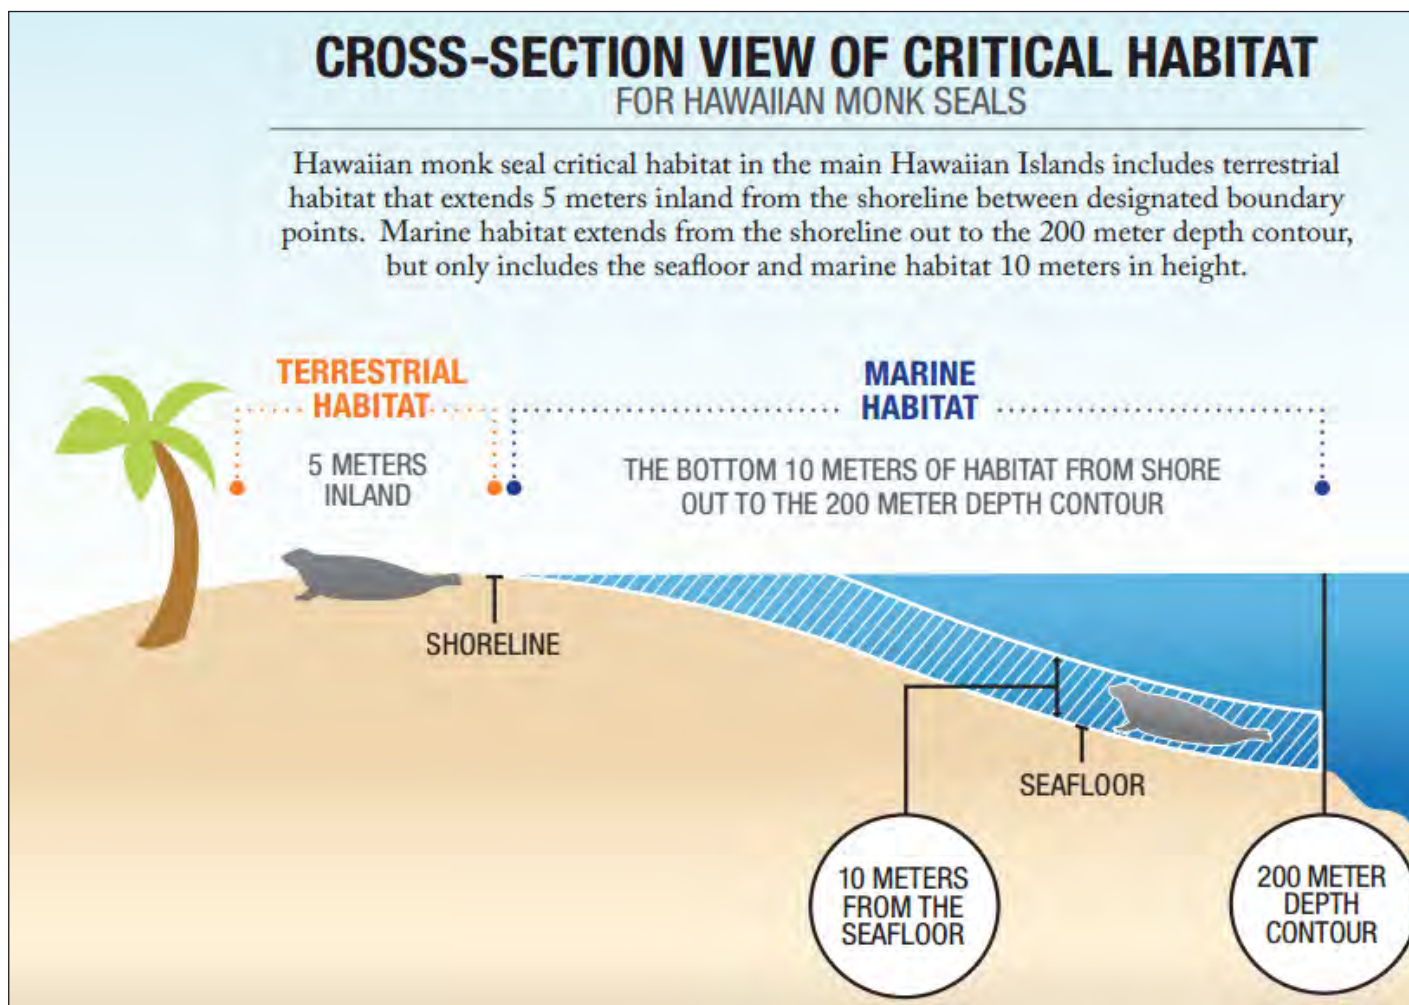 CROSS-SECTION VIEW OF CRITICAL HABITAT
FOR HAWAIIAN MONK SEALS
Hawaiian monk seal critical habitat in the main Hawaiian Islands includes terrestrial
habitat that extends 5 meters inland from the shoreline between designated boundary
points.  Marine habitat extends from the shoreline out to the 200 meter depth contour,
but only includes the seafloor and marine habitat 10 meters in height.
TERRESTRIAL
HABITAT
5 METERS
INLAND
MARINE
HABITAT
THE BOTTOM 10 METERS OF HABITAT FROM SHORE
OUT TO THE 200 METER DEPTH CONTOUR
SHORELINE
SEAFLOOR
10 METERS
FROM THE
SEAFLOOR
200 METER
DEPTH
CONTOUR